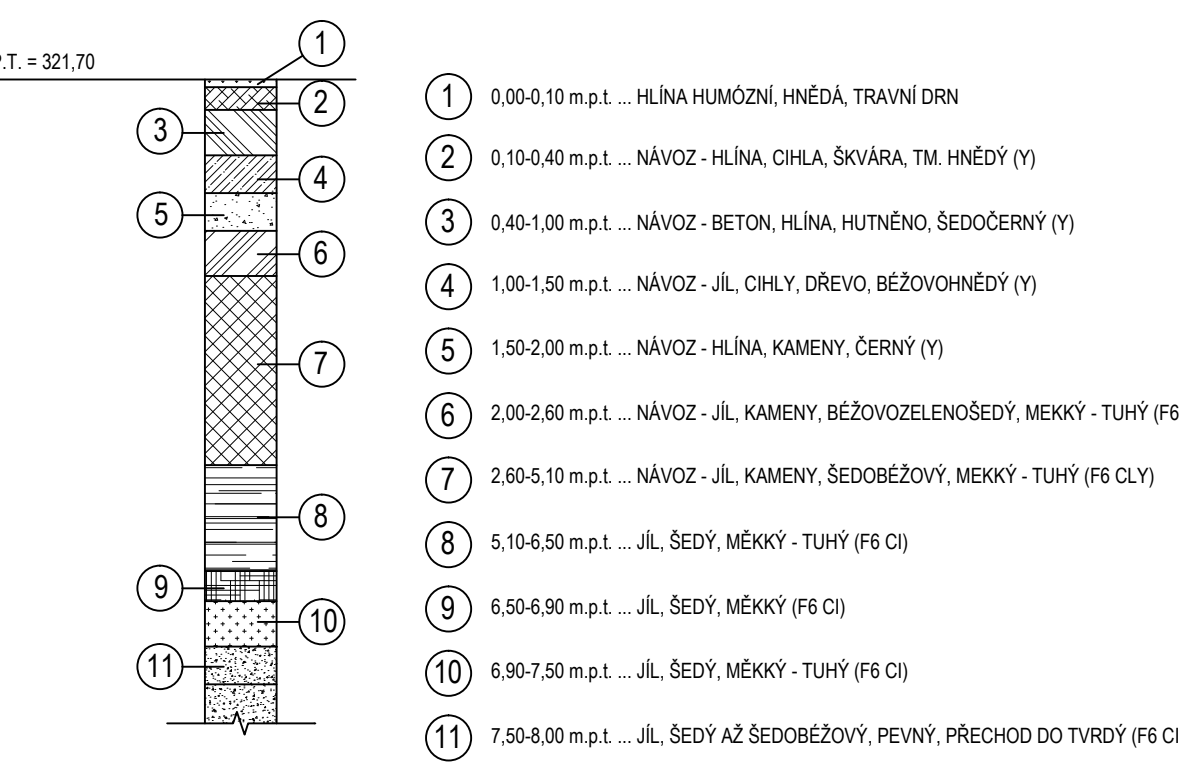 P.T. = 321,70
1
2
3
4
5
6
7
8
9
10
11
1 0,00-0,10 m.p.t. ... HLÍNA HUMÓZNÍ, HNĚDÁ, TRAVNÍ DRN
2 0,10-0,40 m.p.t. ... NÁVOZ - HLÍNA, CIHLA, ŠKVÁRA, TM. HNĚDÝ (Y)
3 0,40-1,00 m.p.t. ... NÁVOZ - BETON, HLÍNA, HUTNĚNO, ŠEDOČERNÝ (Y)
4 1,00-1,50 m.p.t. ... NÁVOZ - JÍL, CIHLY, DŘEVO, BÉŽOVOHNĚDÝ (Y)
5 1,50-2,00 m.p.t. ... NÁVOZ - HLÍNA, KAMENY, ČERNÝ (Y)
6 2,00-2,60 m.p.t. ... NÁVOZ - JÍL, KAMENY, BÉŽOVOZELENOŠEDÝ, MEKKÝ - TUHÝ (F6
7 2,60-5,10 m.p.t. ... NÁVOZ - JÍL, KAMENY, ŠEDOBÉŽOVÝ, MEKKÝ - TUHÝ (F6 CLY)
8 5,10-6,50 m.p.t. ... JÍL, ŠEDÝ, MĚKKÝ - TUHÝ (F6 CI)
9 6,50-6,90 m.p.t. ... JÍL, ŠEDÝ, MĚKKÝ (F6 CI)
10 6,90-7,50 m.p.t. ... JÍL, ŠEDÝ, MĚKKÝ - TUHÝ (F6 CI)
11 7,50-8,00 m.p.t. ... JÍL, ŠEDÝ AŽ ŠEDOBÉŽOVÝ, PEVNÝ, PŘECHOD DO TVRDÝ (F6 CI